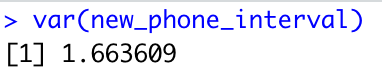 > var(new_phone_interval)
[1] 1.663609